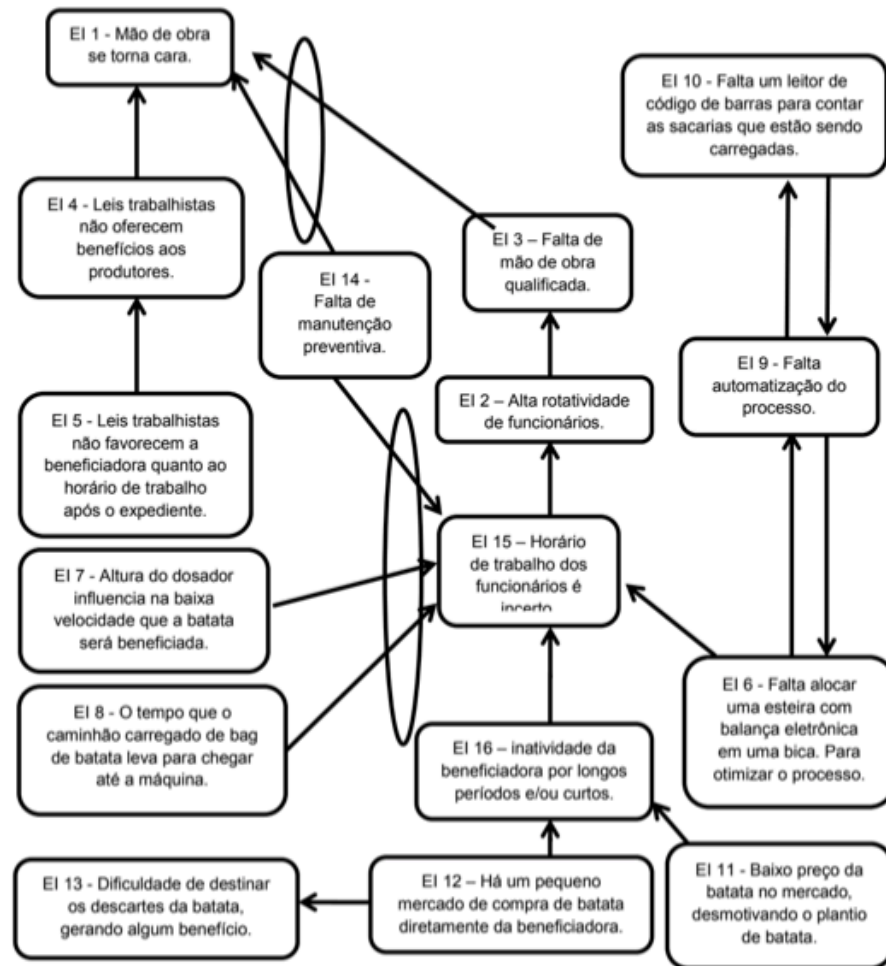 EI 1 - Mão de obra
se torna cara.
EI 10 - Falta um leitor de
código de barras para contar
as sacarias que estão sendo
carregadas.
EI 4 - Leis trabalhistas
não oferecem
benefícios aos
produtores.
EI 3 – Falta de
mão de obra
qualificada.
EI 14 -
Falta de
manutenção
preventiva.
EI 9 - Falta
automatização do
processo.
EI 2 – Alta rotatividade
de funcionários.
EI 5 - Leis trabalhistas
não favorecem a
beneficiadora quanto ao
horário de trabalho
após o expediente.
EI 15 – Horário
de trabalho dos
funcionários é
incerto
EI 7 - Altura do dosador
influencia na baixa
velocidade que a batata
será beneficiada.
EI 6 - Falta alocar
uma esteira com
balança eletrônica
em uma bica. Para
otimizar o processo.
EI 8 - O tempo que o
caminhão carregado de bag
de batata leva para chegar
até a máquina.
EI 16 – inatividade da
beneficiadora por longos
períodos e/ou curtos.
EI 13 - Dificuldade de destinar
os descartes da batata,
gerando algum benefício.
EI 12 – Há um pequeno
mercado de compra de batata
diretamente da beneficiadora.
EI 11 - Baixo preço da
batata no mercado,
desmotivando o plantio
de batata.